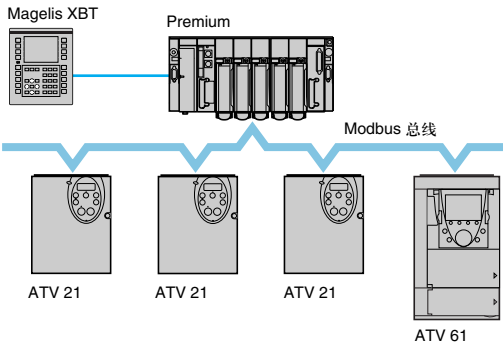 Magelis XBT
Premium
Modbus 总线
ATV 21
ATV 21
ATV 21
ATV 61